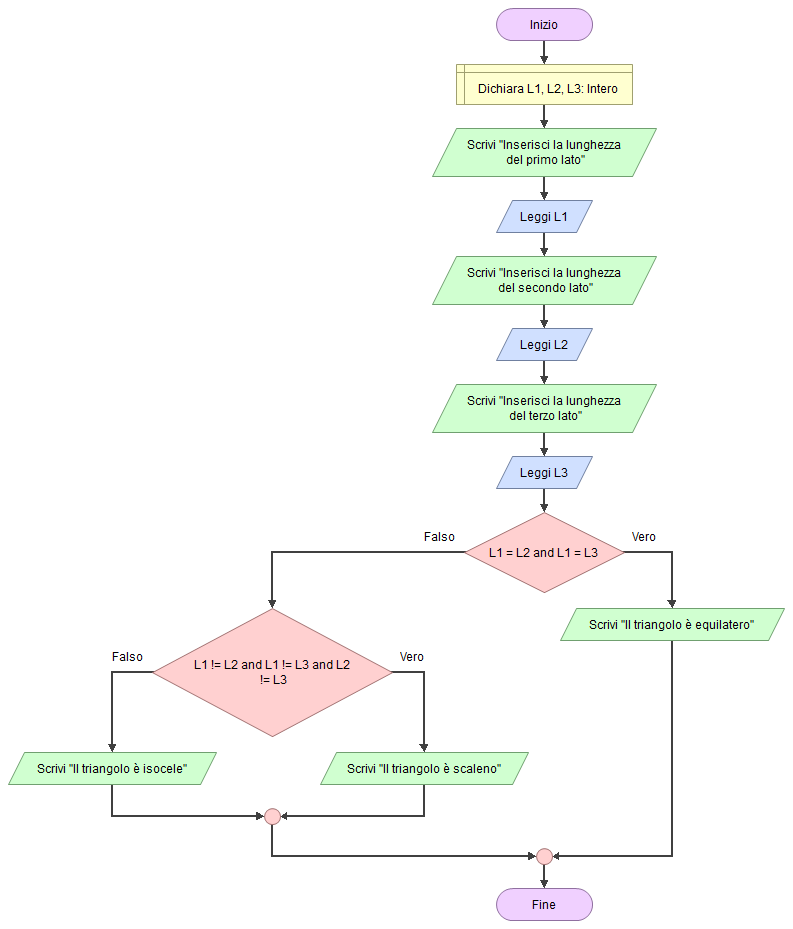 Inizio
Dichiara L1, L2, L3: Intero
Scrivi "Inserisci la lunghezza
del primo lato"
Leggi L1
Scrivi "Inserisci la lunghezza
del secondo lato"
Leggi L2
Scrivi "Inserisci la lunghezza
del terzo lato"
Leggi L3
Falso
L1 = L2 and L1 = L3
Vero
Scrivi "Il triangolo è equilatero"
Falso
L1 != L2 and L1 != L3 and L2
!= L3
Vero
Scrivi "Il triangolo è isocele"
Scrivi "Il triangolo è scaleno"
Fine